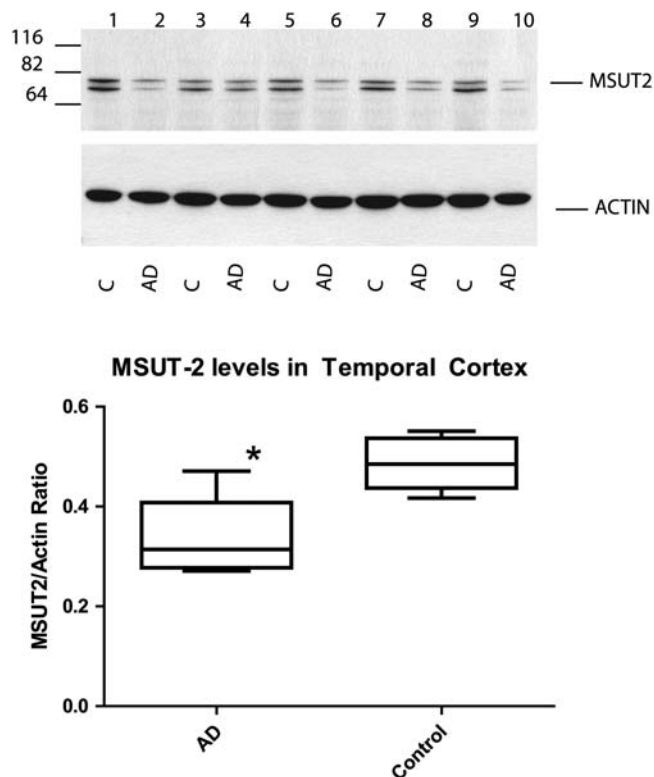 1 2 3 4 5 6 7 8 9 10
116
82
64
MSUT2
ACTIN
C AD C AD C AD C AD C AD
MSUT-2 levels in Temporal Cortex
MSUT2/Actin Ratio
0.6
*
0.4
0.2
0.0
AD Control